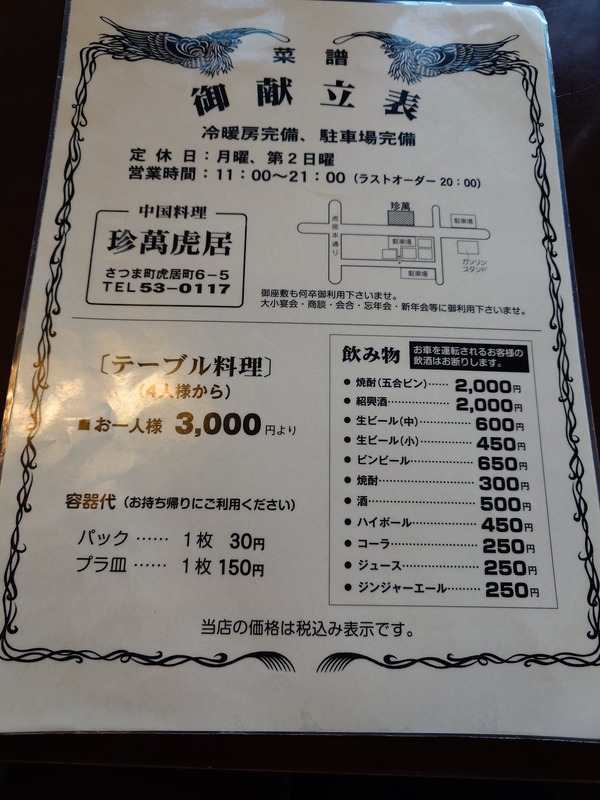 菜譜
御献立表
冷暖房完備、駐車場完備
定休日：月曜、第2日曜
営業時間：11：00〜21：00（ラストオーダー 20：00）
中国料理
珍萬虎居
さつま町虎居町6－5
TEL53－0117
珍萬
虎居本通り
駐車場
駐車場
駐車場
ガソリン
スタンド
御座敷も何卒御利用下さいませ。
大小宴会・商談・会合・忘年会・新年会等に御利用下さいませ。
〔テーブル料理〕
（4人様から）
■お一人様 3,000円より
容器代（お持ち帰りにご利用ください）
パック …… 1枚 30円
プラ皿 …… 1枚 150円
飲み物
お車を運転されるお客様の
飲酒はお断りします。
● 焼酎(五合ビン)…… 2,000円
● 紹興酒…………… 2,000円
● 生ビール(中)………… 600円
● 生ビール(小)………… 450円
● ビンビール…………… 650円
● 焼酎………………… 300円
● 酒…………………… 500円
● ハイボール…………… 450円
● コーラ……………… 250円
● ジュース…………… 250円
● ジンジャーエール……… 250円
当店の価格は税込み表示です。